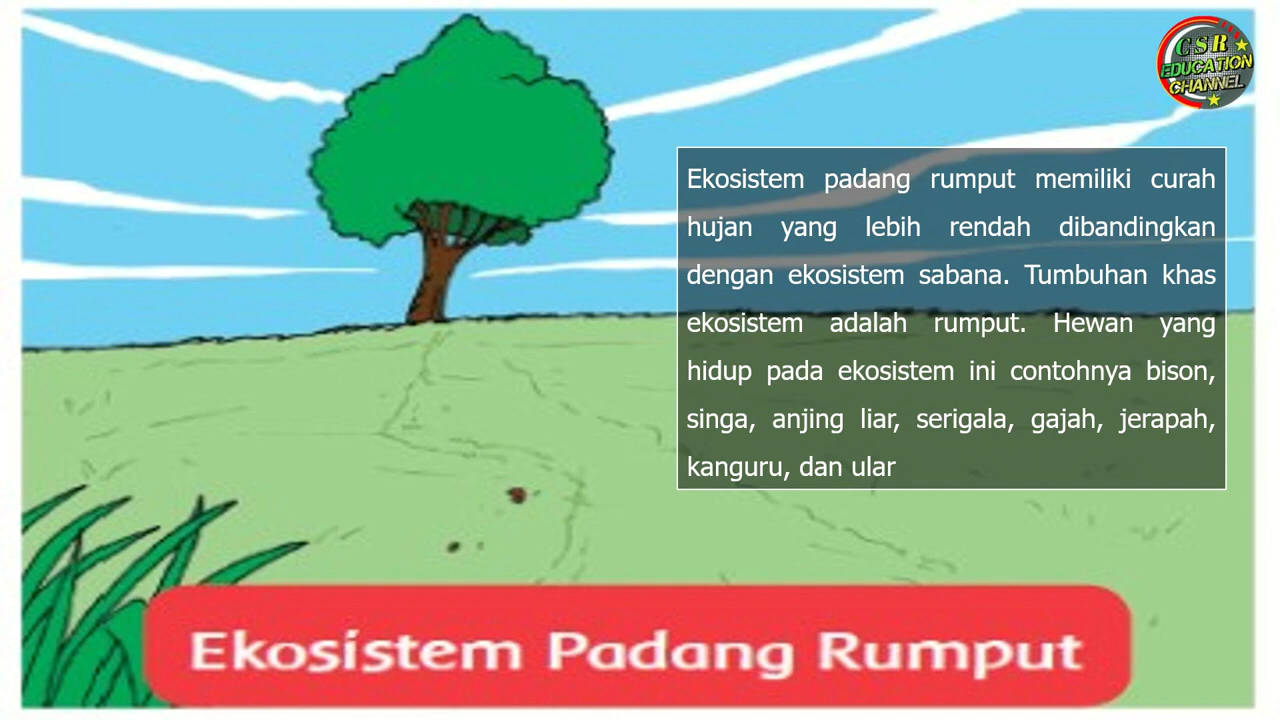 CSR
EDUCATION
CHANNEL
Ekosistem padang rumput memiliki curah
hujan yang lebih rendah dibandingkan
dengan ekosistem sabana. Tumbuhan khas
ekosistem adalah rumput. Hewan yang
hidup pada ekosistem ini contohnya bison,
singa, anjing liar, serigala, gajah, jerapah,
kanguru, dan ular
Ekosistem Padang Rumput